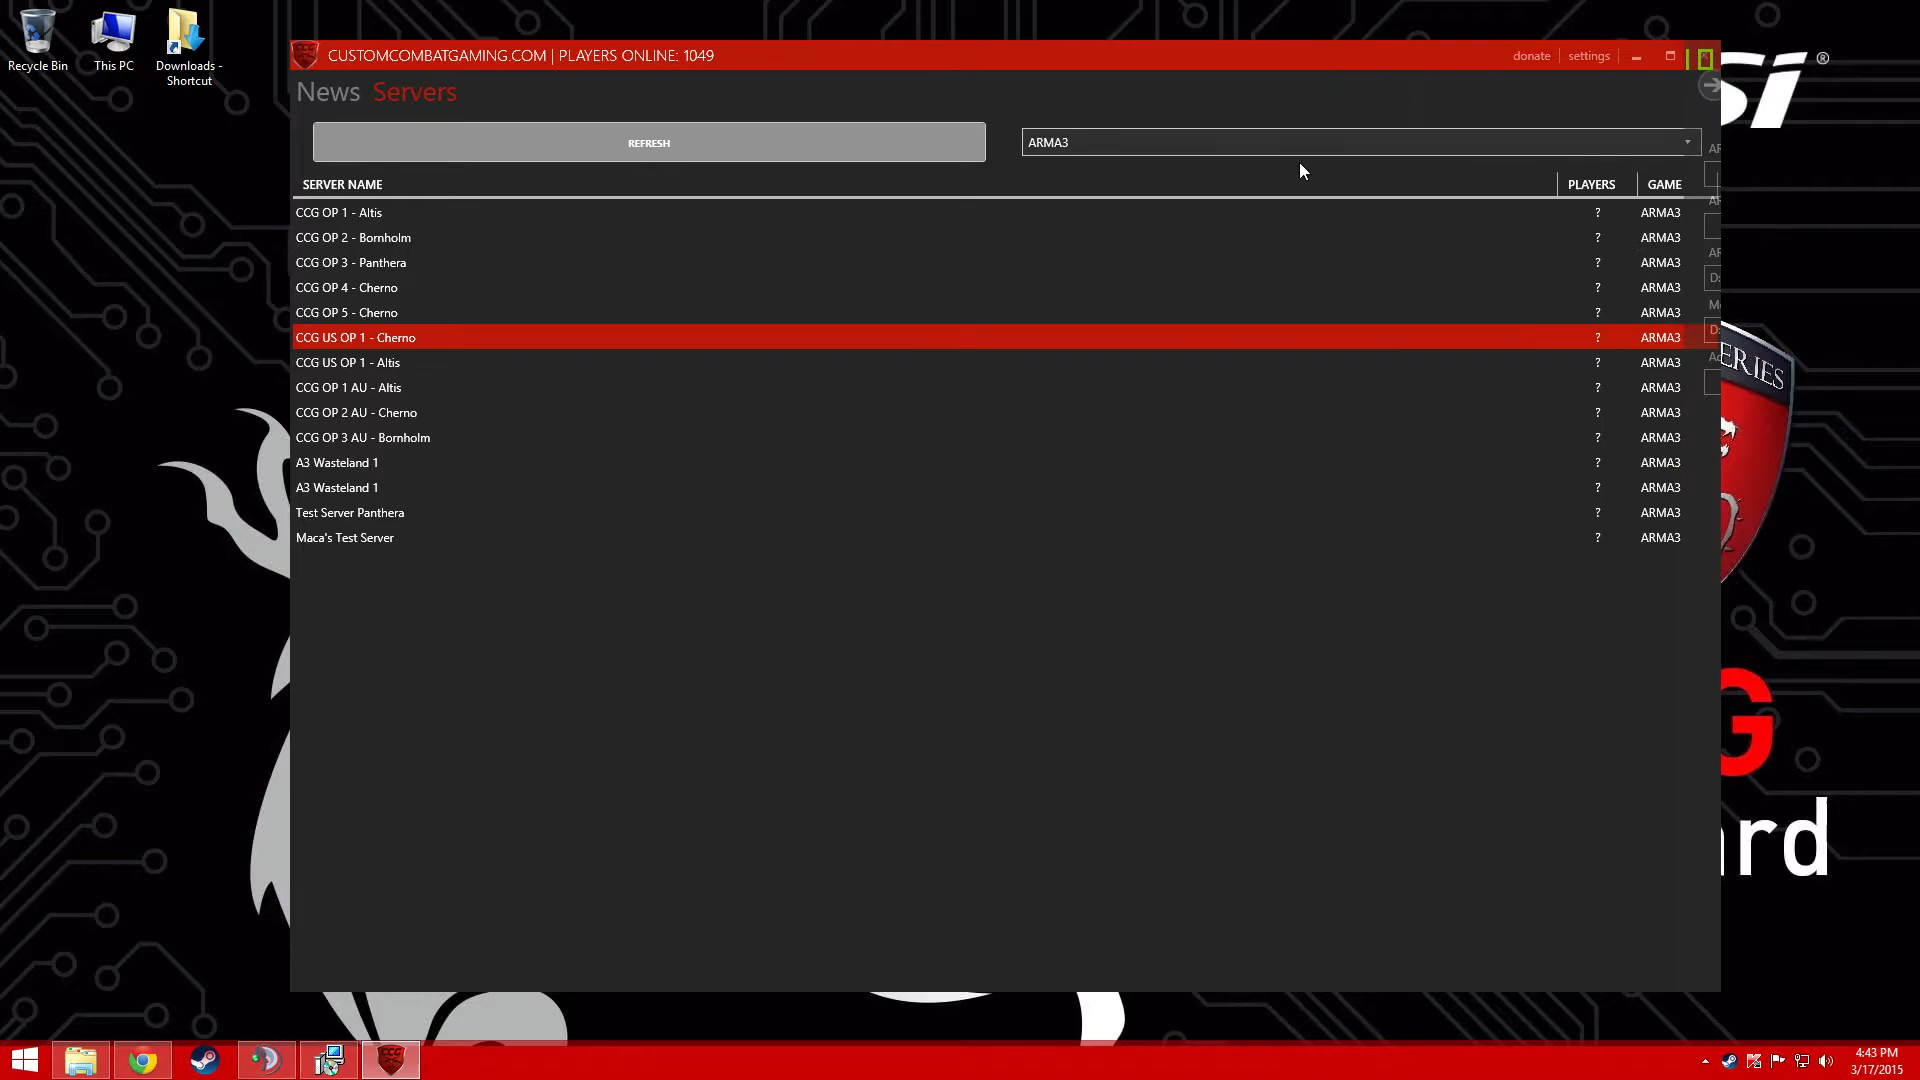 Recycle Bin
This PC
Downloads -
Shortcut
CUSTOMCOMBATGAMING.COM | PLAYERS ONLINE: 1049
donate
settings
News Servers
REFRESH
ARMA3
SERVER NAME PLAYERS GAME
CCG OP 1 - Altis ? ARMA3
CCG OP 2 - Bornholm ? ARMA3
CCG OP 3 - Panthera ? ARMA3
CCG OP 4 - Cherno ? ARMA3
CCG OP 5 - Cherno ? ARMA3
CCG US OP 1 - Cherno ? ARMA3
CCG US OP 1 - Altis ? ARMA3
CCG OP 1 AU - Altis ? ARMA3
CCG OP 2 AU - Cherno ? ARMA3
CCG OP 3 AU - Bornholm ? ARMA3
A3 Wasteland 1 ? ARMA3
A3 Wasteland 1 ? ARMA3
Test Server Panthera ? ARMA3
Maca's Test Server ? ARMA3
D:
D:
si ®
ERIES
G
ard
CCG
4:43 PM
3/17/2015